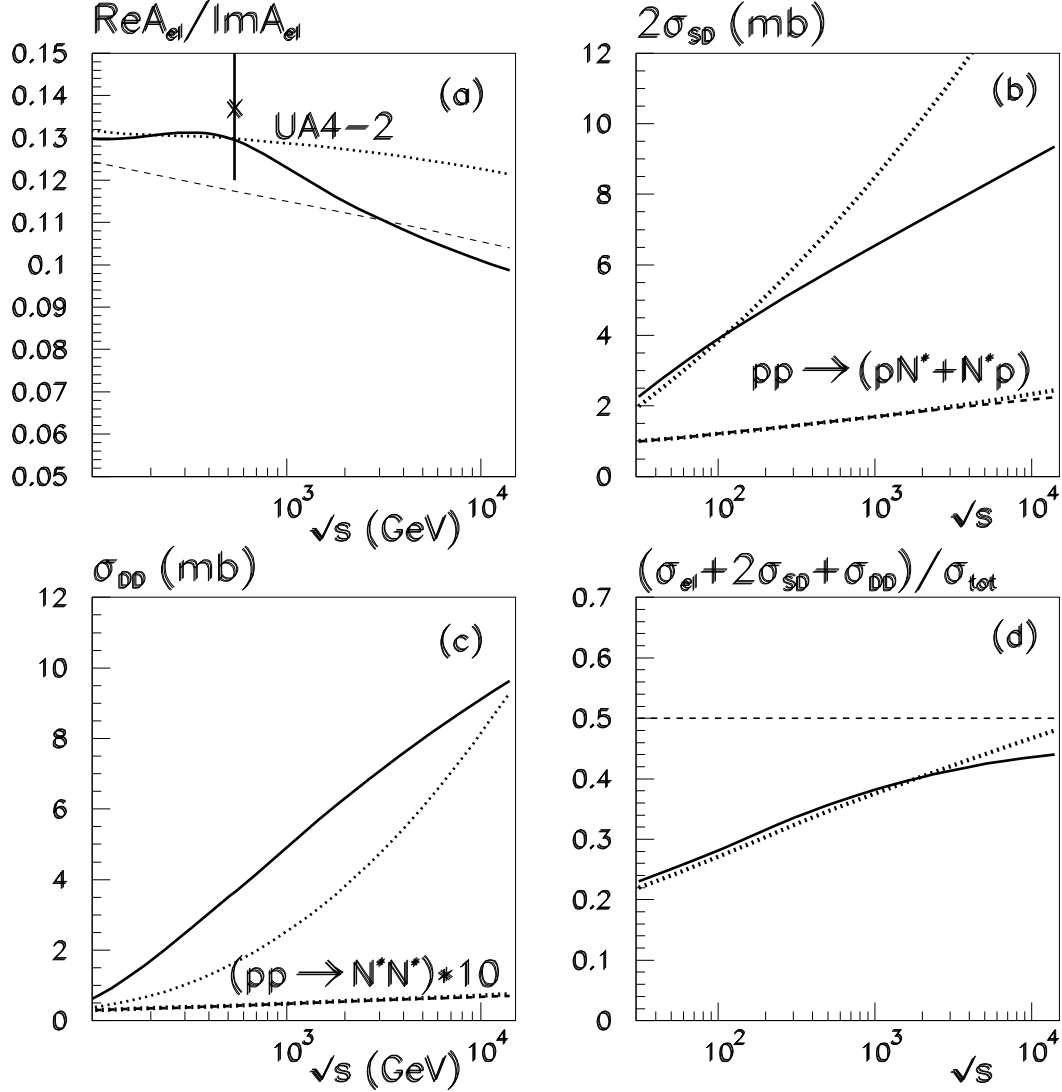 ReA_el/ImA_el
0.15
0.14
0.13
0.12
0.11
0.1
0.09
0.08
0.07
0.06
0.05
(a)
UA4-2
10^3
10^4
√s (GeV)
2σ_SD (mb)
12
10
8
6
4
2
0
(b)
pp → (pN*+N*p)
10^2
10^3
10^4
√s
σ_DD (mb)
12
10
8
6
4
2
0
(c)
(pp → N*N*)*10
10^3
10^4
√s (GeV)
(σ_el+2σ_SD+σ_DD)/σ_tot
0.7
0.6
0.5
0.4
0.3
0.2
0.1
0
(d)
10^2
10^3
10^4
√s